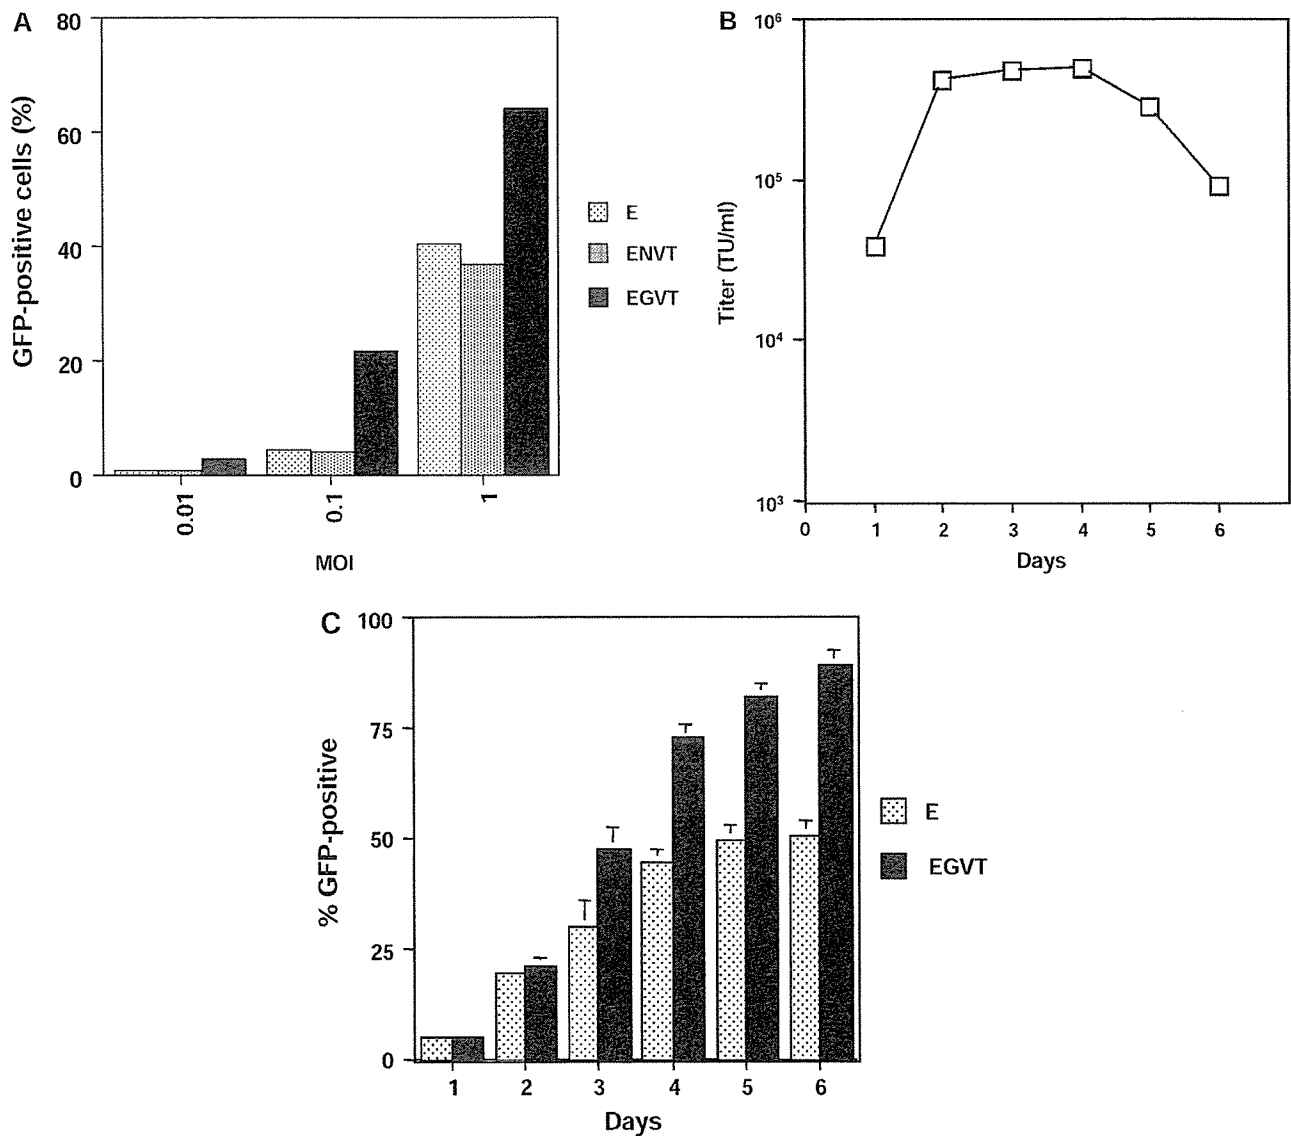 A
80
60
40
20
0
GFP-positive cells (%)
0.01
0.1
1
MOI
E
ENVT
EGVT
B
10⁶
10⁵
10⁴
10³
Titer (TU/ml)
0 1 2 3 4 5 6
Days
C
100
75
50
25
0
% GFP-positive
1 2 3 4 5 6
Days
E
EGVT